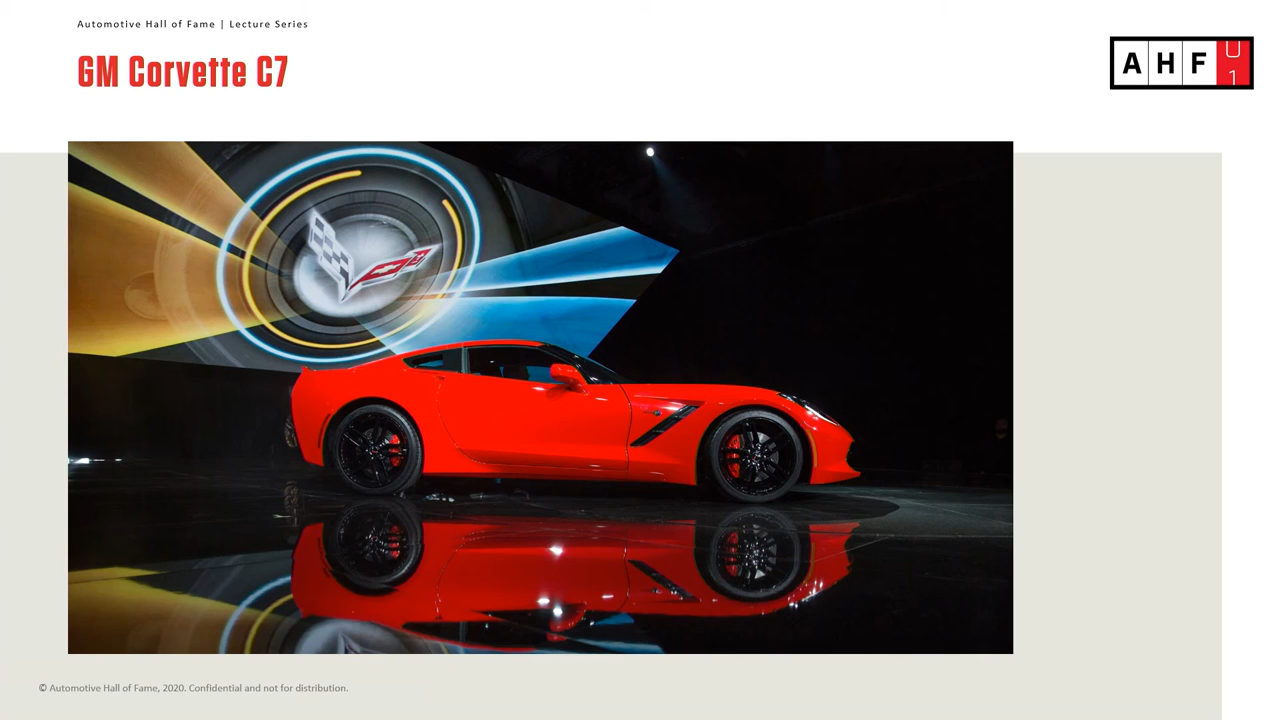 Automotive Hall of Fame | Lecture Series
GM Corvette C7
A H F U
1
© Automotive Hall of Fame, 2020. Confidential and not for distribution.